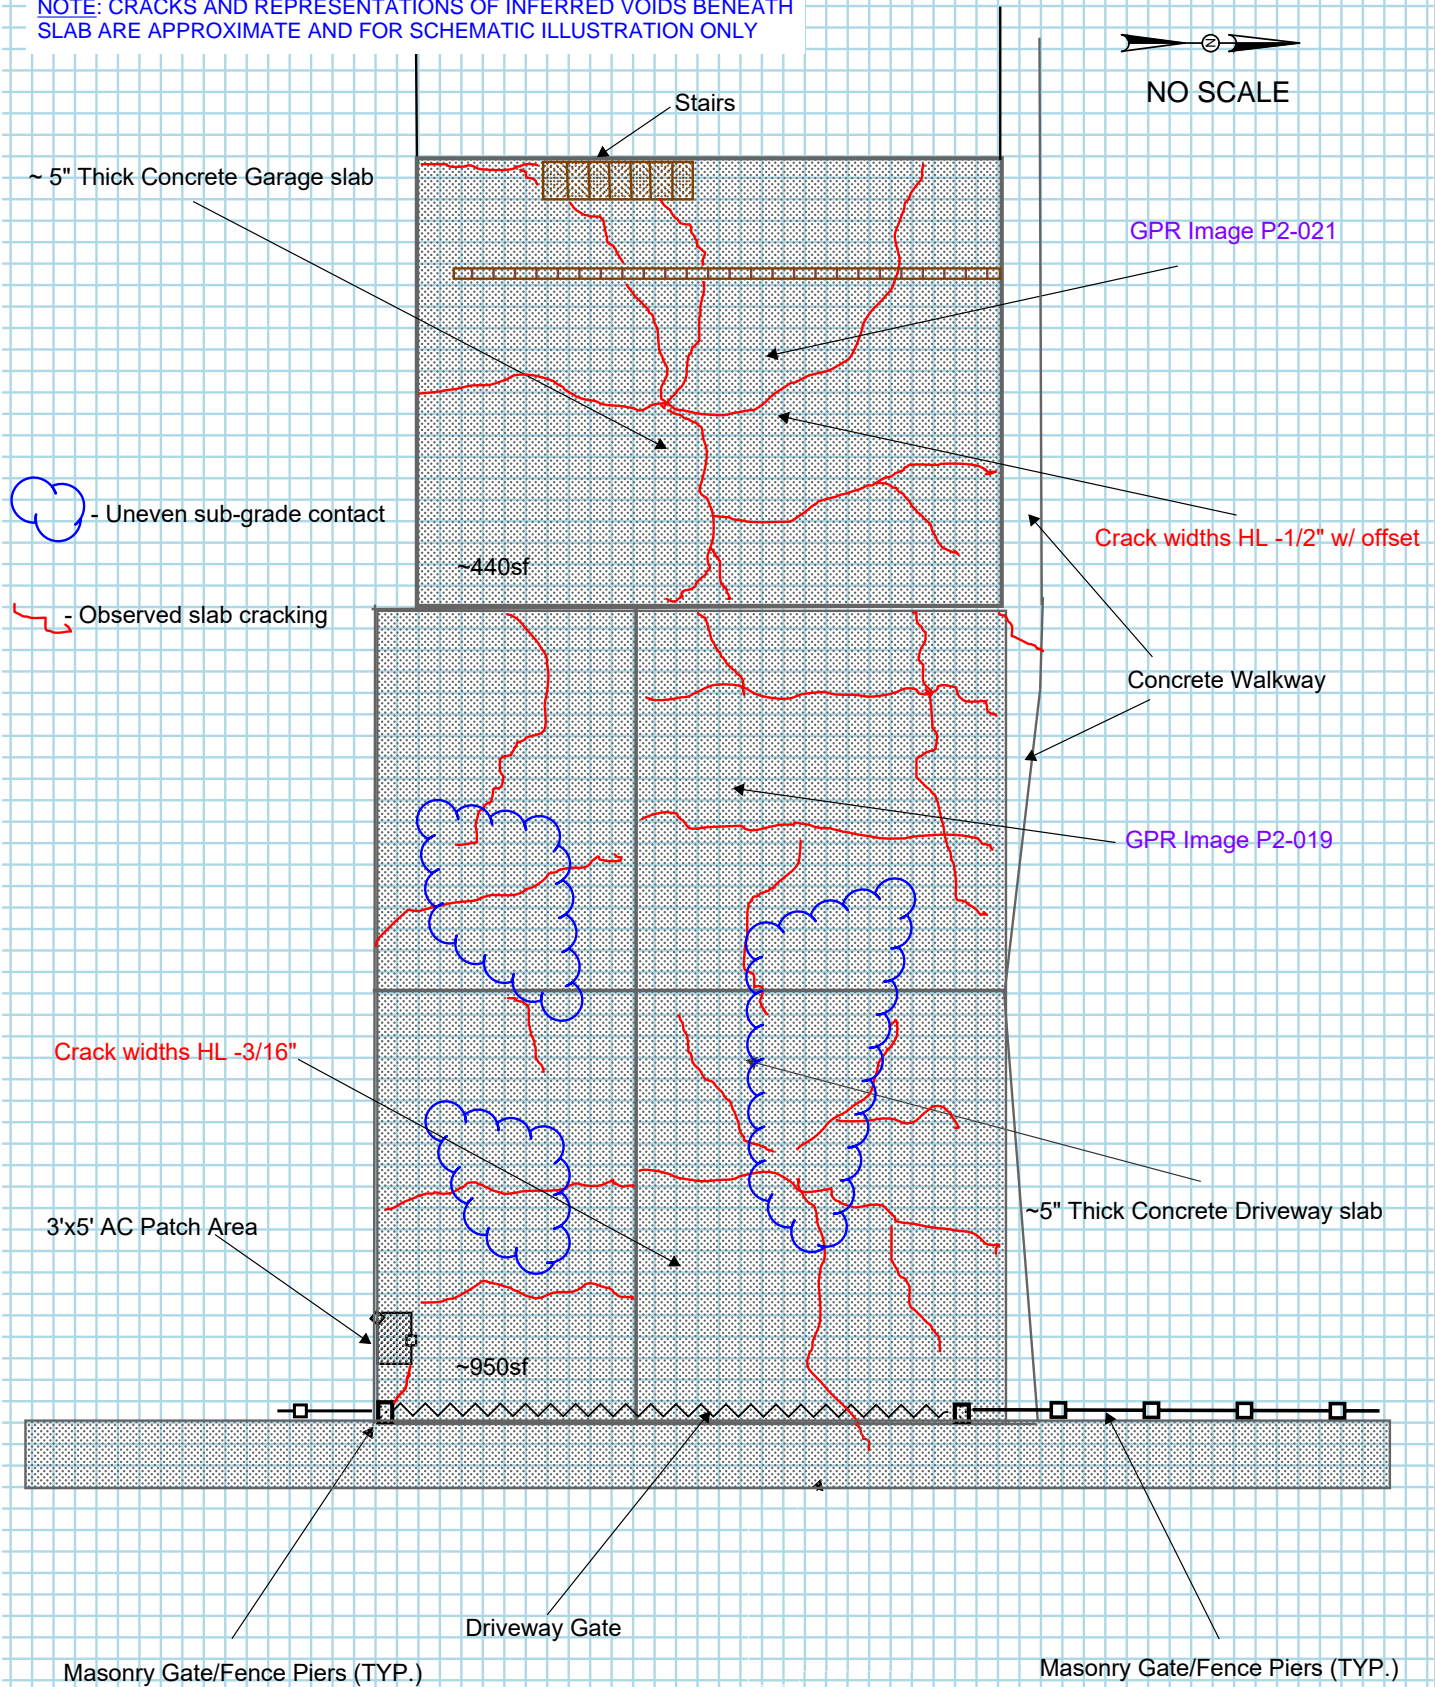 NOTE: CRACKS AND REPRESENTATIONS OF INFERRED VOIDS BENEATH
SLAB ARE APPROXIMATE AND FOR SCHEMATIC ILLUSTRATION ONLY
N
NO SCALE
Stairs
~ 5" Thick Concrete Garage slab
GPR Image P2-021
- Uneven sub-grade contact
Crack widths HL -1/2" w/ offset
~440sf
- Observed slab cracking
Concrete Walkway
GPR Image P2-019
Crack widths HL -3/16"
~5" Thick Concrete Driveway slab
3'x5' AC Patch Area
~950sf
Driveway Gate
Masonry Gate/Fence Piers (TYP.)
Masonry Gate/Fence Piers (TYP.)